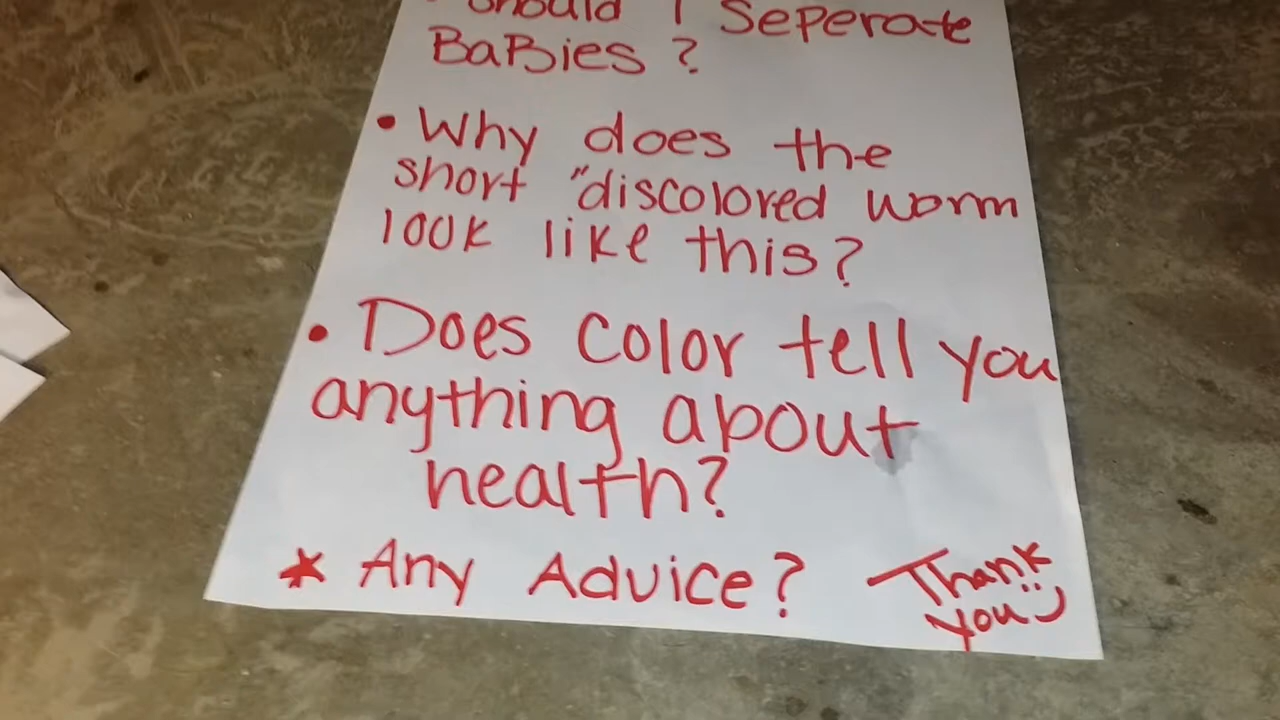 • Should I Seperate
BaBies ?
• Why does the
short "discolored worm
look like this?
• Does color tell you
anything about
health?
* Any Advice?
Thank
you :)